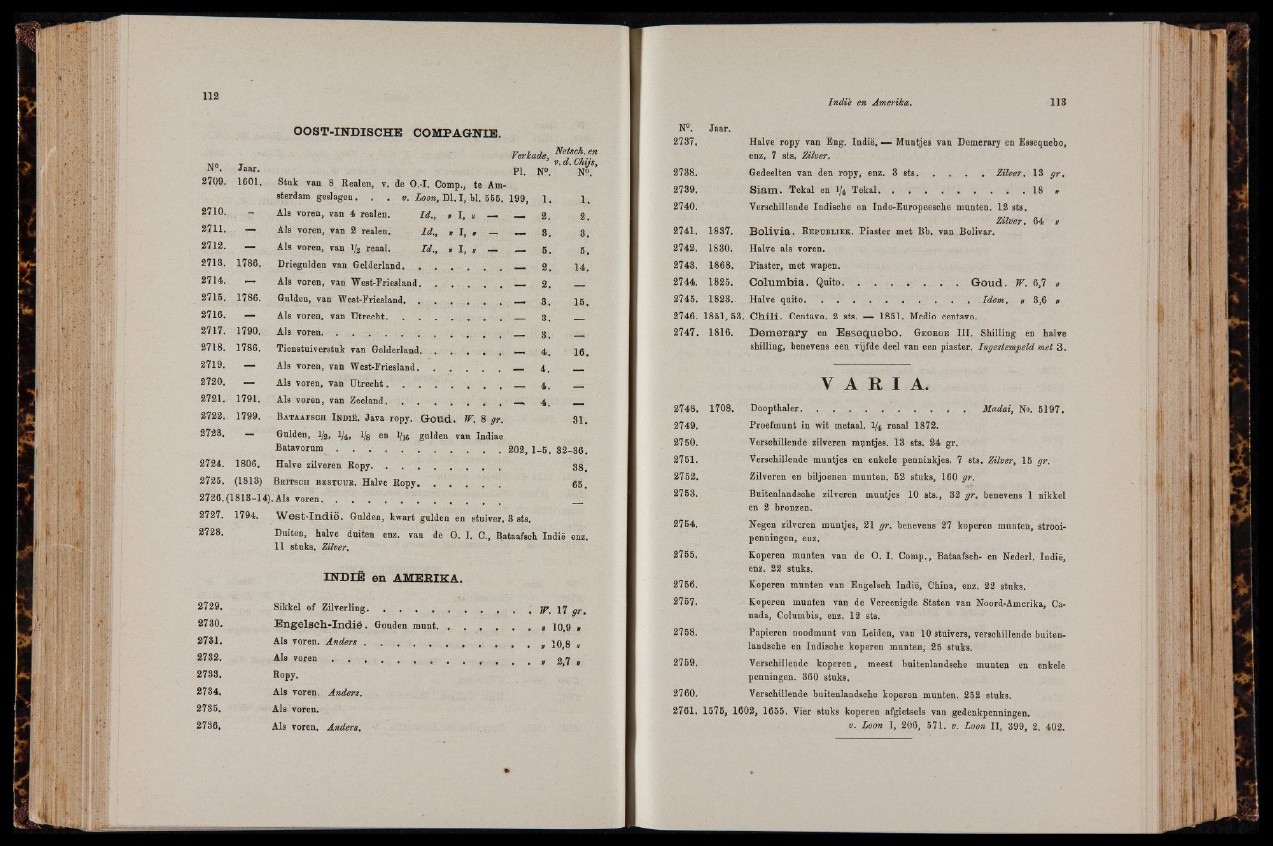 112
OOST-INDISCHE COMPAGNIE.
Verkade, Netsch. en
v. d. Chijs,
N°. Jaar. Pl. N°. N°.
2709. 1601. Stuk van 8 Realen, v. de O.-I. Comp., te Am-
sterdam geslagen. . . v. Loon, Dl. I, bl. 555. 199, 1. 1.
2710. — Als voren, van 4 realen. Id., „ I, „ — — 2. 2.
2711. — Als voren, van 2 realen. Id., „ I, „ — — 3. 3.
2712. — Als voren, van 1/2 reaal. Id., „ I, „ — — 5. 5.
2713. 1786. Driegulden van Gelderland. . . . . . . — 2. 14.
2714. — Als voren, van West-Friesland. . . . . . — 2. —
2715. 1786. Gulden, van West-Friesland. . . . . . . — 3. 15.
2716. — Als voren, van Utrecht. . . . . . . . — 3. —
2717. 1790. Als voren. . . . . . . . . . . . — 3. —
2718. 1786. Tienstuiverstuk van Gelderland. . . . . . — 4. 16.
2719. — Als voren, van West-Friesland. . . . . . — 4. —
2720. — Als voren, van Utrecht. . . . . . . . — 4. —
2721. 1791. Als voren, van Zeeland. . . . . . . . — 4. —
2722. 1799. BATAAFSCH INDIË. Java ropy. Goud. W. 8 gr. 31.
2723. — Gulden, 1/2, 1/4, 1/8 en 1/16 gulden van Indiae
Batavorum . . . . . . . . . . . 202, 1-5. 32-36.
2724. 1806. Halve zilveren Ropy. . . . . . . . . 38.
2725. (1813) BRITSCH BESTUUR. Halve Ropy. . . . . . 65.
2726. (1813-14). Als voren. . . . . . . . . . . . —
2727. 1794. West-Indië. Gulden, kwart gulden en stuiver. 3 sts.
2728. Duiten, halve duiten enz. van de O. I. C., Bataafsch Indië enz.
11 stuks. Zilver.
INDIË en AMERIKA.
2729. Sikkel of Zilverling. . . . . . . . . . . W. 17 gr.
2730. Engelsch-Indië. Gouden munt. . . . . . . „ 10,9 „
2731. Als voren. Anders . . . . . . . . . . . „ 10,8 „
2732. Als voren . . . . . . . . . . . . . „ 2,7 „
2733. Ropy.
2734. Als voren. Anders.
2735. Als voren.
2736. Als voren. Anders.
Indië en Amerika. 113
N°. Jaar.
2737. Halve ropy van Eng. Indië. — Muntjes van Demerary en Essequebo,
enz. 7 sts. Zilver.
2738. Gedeelten van den ropy, enz. 3 sts. . . . . Zilver. 13 gr.
2739. Siam. Tekal en 1/4 Tekal. . . . . . . . . . 18 „
2740. Verschillende Indische en Indo-Europeesche munten. 12 sts.
Zilver. 64 „
2741. 1837. Bolivia. REPUBLIEK. Piaster met Bb. van Bolivar.
2742. 1830. Halve als voren.
2743. 1868. Piaster, met wapen.
2744. 1825. Columbia. Quito. . . . . . . . Goud. W. 6,7 „
2745. 1823. Halve quito. . . . . . . . . . . Idem. „ 3,6 „
2746. 1851, 53. Chili. Centavo. 2 sts. — 1851. Medio centavo.
2747. 1816. Demerary en Essequebo. GEORGE III. Shilling en halve
shilling, benevens een vijfde deel van een piaster. Ingestempeld met 3.
VARIA.
2748. 1708. Doopthaler. . . . . . . . . . . Madai, No. 5197.
2749. Proefmunt in wit metaal. 1/4 reaal 1872.
2750. Verschillende zilveren muntjes. 13 sts. 24 gr.
2751. Verschillende muntjes en enkele penninkjes. 7 sts. Zilver, 15 gr.
2752. Zilveren en biljoenen munten. 52 stuks, 160 gr.
2753. Buitenlandsche zilveren muntjes 10 sts., 32 gr. benevens 1 nikkel
en 2 bronzen.
2754. Negen zilveren muntjes, 21 gr. benevens 27 koperen munten, strooi-
penningen, enz.
2755. Koperen munten van de O. I. Comp., Bataafsch- en Nederl. Indië,
enz. 22 stuks.
2756. Koperen munten van Engelsch Indië, China, enz. 22 stuks.
2757. Koperen munten van de Vereenigde Staten van Noord-Amerika, Ca-
nada, Columbia, enz. 12 sts.
2758. Papieren noodmunt van Leiden, van 10 stuivers, verschillende buiten-
landsche en Indische koperen munten, 25 stuks.
2759. Verschillende koperen, meest buitenlandsche munten en enkele
penningen. 360 stuks.
2760. Verschillende buitenlandsche koperen munten. 252 stuks.
2761. 1575, 1602, 1655. Vier stuks koperen afgietsels van gedenkpenningen.
v. Loon I, 206, 571. v. Loon II, 399, 2. 402.